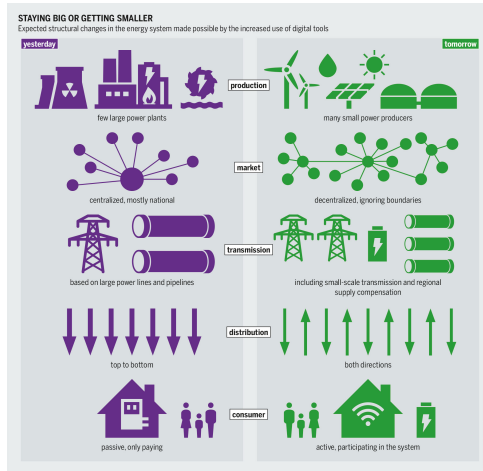 STAYING BIG OR GETTING SMALLER
Expected structural changes in the energy system made possible by the increased use of digital tools
yesterday
tomorrow
production
few large power plants
many small power producers
market
centralized, mostly national
decentralized, ignoring boundaries
transmission
based on large power lines and pipelines
including small-scale transmission and regional
supply compensation
distribution
top to bottom
both directions
consumer
passive, only paying
active, participating in the system